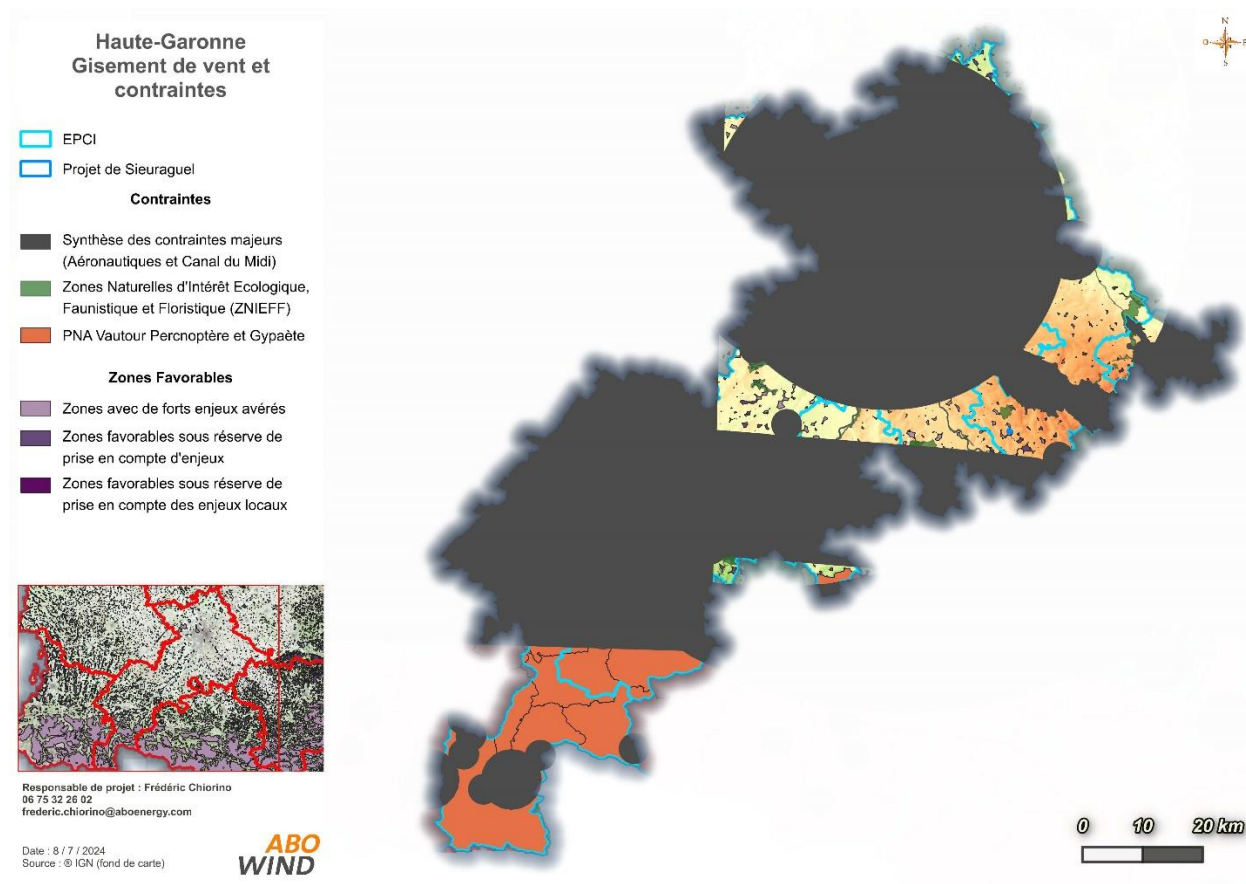 Haute-Garonne
Gisement de vent et
contraintes
EPCI
Projet de Sieuraguel
Contraintes
Synthèse des contraintes majeurs
(Aéronautiques et Canal du Midi)
Zones Naturelles d'Intérêt Ecologique,
Faunistique et Floristique (ZNIEFF)
PNA Vautour Percnoptère et Gypaète
Zones Favorables
Zones avec de forts enjeux avérés
Zones favorables sous réserve de
prise en compte d'enjeux
Zones favorables sous réserve de
prise en compte des enjeux locaux
Responsable de projet : Frédéric Chiorino
06 75 32 26 02
frederic.chiorino@aboenergy.com
Date : 8 / 7 / 2024
Source : ® IGN (fond de carte)
ABO
WIND
N
O E
S
0 10 20 km